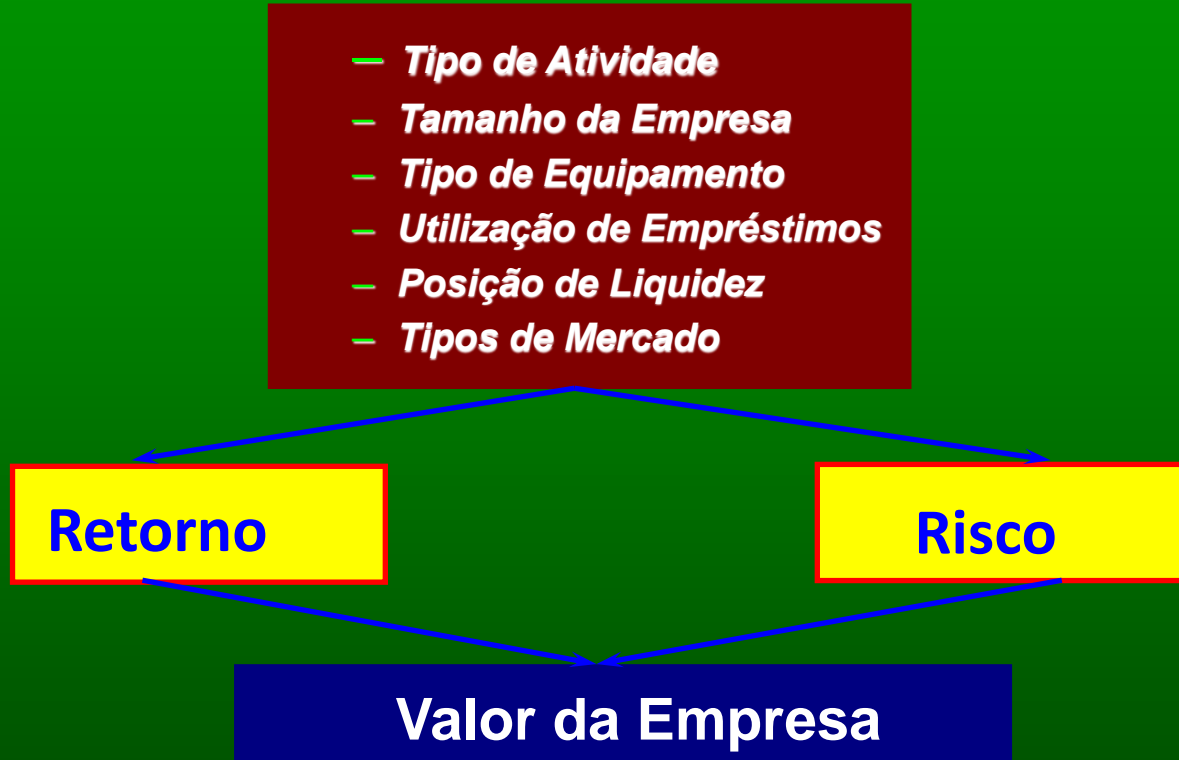 – Tipo de Atividade
– Tamanho da Empresa
– Tipo de Equipamento
– Utilização de Empréstimos
– Posição de Liquidez
– Tipos de Mercado
Retorno
Risco
Valor da Empresa